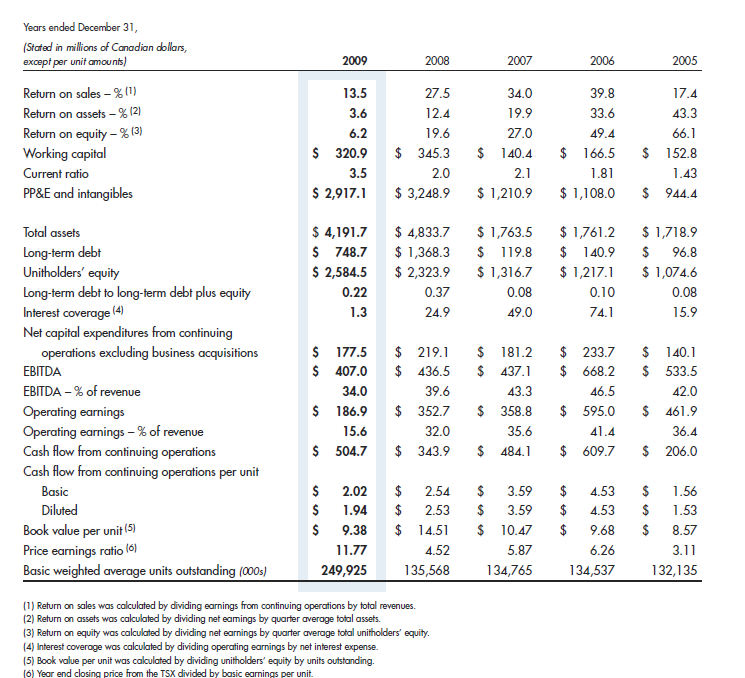 Years ended December 31,
(Stated in millions of Canadian dollars,
except per unit amounts) 2009 2008 2007 2006 2005
Return on sales – % (1) 13.5 27.5 34.0 39.8 17.4
Return on assets – % (2) 3.6 12.4 19.9 33.6 43.3
Return on equity – % (3) 6.2 19.6 27.0 49.4 66.1
Working capital $ 320.9 $ 345.3 $ 140.4 $ 166.5 $ 152.8
Current ratio 3.5 2.0 2.1 1.81 1.43
PP&E and intangibles $ 2,917.1 $ 3,248.9 $ 1,210.9 $ 1,108.0 $ 944.4
Total assets $ 4,191.7 $ 4,833.7 $ 1,763.5 $ 1,761.2 $ 1,718.9
Long-term debt $ 748.7 $ 1,368.3 $ 119.8 $ 140.9 $ 96.8
Unitholders' equity $ 2,584.5 $ 2,323.9 $ 1,316.7 $ 1,217.1 $ 1,074.6
Long-term debt to long-term debt plus equity 0.22 0.37 0.08 0.10 0.08
Interest coverage (4) 1.3 24.9 49.0 74.1 15.9
Net capital expenditures from continuing
operations excluding business acquisitions $ 177.5 $ 219.1 $ 181.2 $ 233.7 $ 140.1
EBITDA $ 407.0 $ 436.5 $ 437.1 $ 668.2 $ 533.5
EBITDA – % of revenue 34.0 39.6 43.3 46.5 42.0
Operating earnings $ 186.9 $ 352.7 $ 358.8 $ 595.0 $ 461.9
Operating earnings – % of revenue 15.6 32.0 35.6 41.4 36.4
Cash flow from continuing operations $ 504.7 $ 343.9 $ 484.1 $ 609.7 $ 206.0
Cash flow from continuing operations per unit
Basic $ 2.02 $ 2.54 $ 3.59 $ 4.53 $ 1.56
Diluted $ 1.94 $ 2.53 $ 3.59 $ 4.53 $ 1.53
Book value per unit (5) $ 9.38 $ 14.51 $ 10.47 $ 9.68 $ 8.57
Price earnings ratio (6) 11.77 4.52 5.87 6.26 3.11
Basic weighted average units outstanding (000s) 249,925 135,568 134,765 134,537 132,135
(1) Return on sales was calculated by dividing earnings from continuing operations by total revenues.
(2) Return on assets was calculated by dividing net earnings by quarter average total assets.
(3) Return on equity was calculated by dividing net earnings by quarter average total unitholders' equity.
(4) Interest coverage was calculated by dividing operating earnings by net interest expense.
(5) Book value per unit was calculated by dividing unitholders' equity by units outstanding.
(6) Year end closing price from the TSX divided by basic earnings per unit.